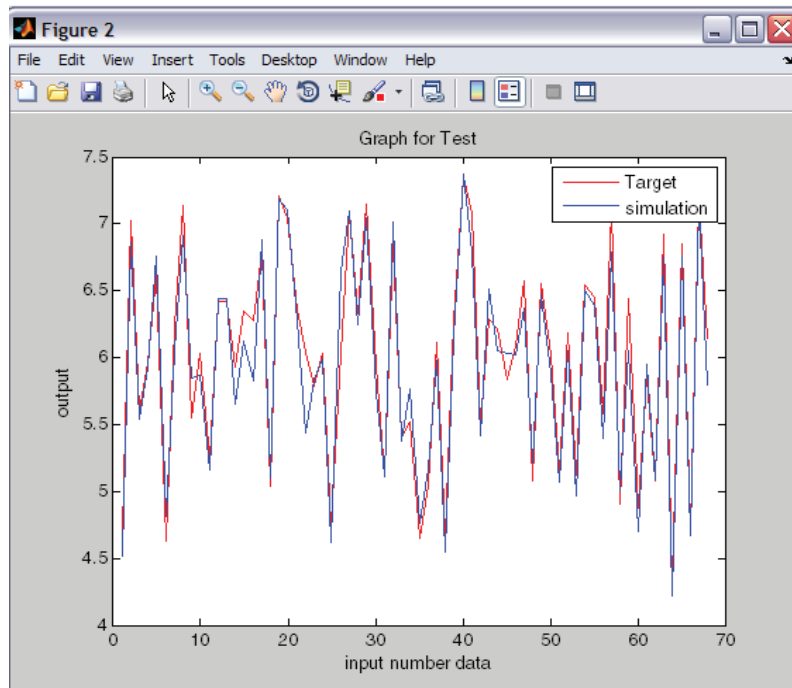 Figure 2
File Edit View Insert Tools Desktop Window Help
Graph for Test
7.5
7
6.5
6
5.5
5
4.5
4
output
Target
simulation
0 10 20 30 40 50 60 70
input number data